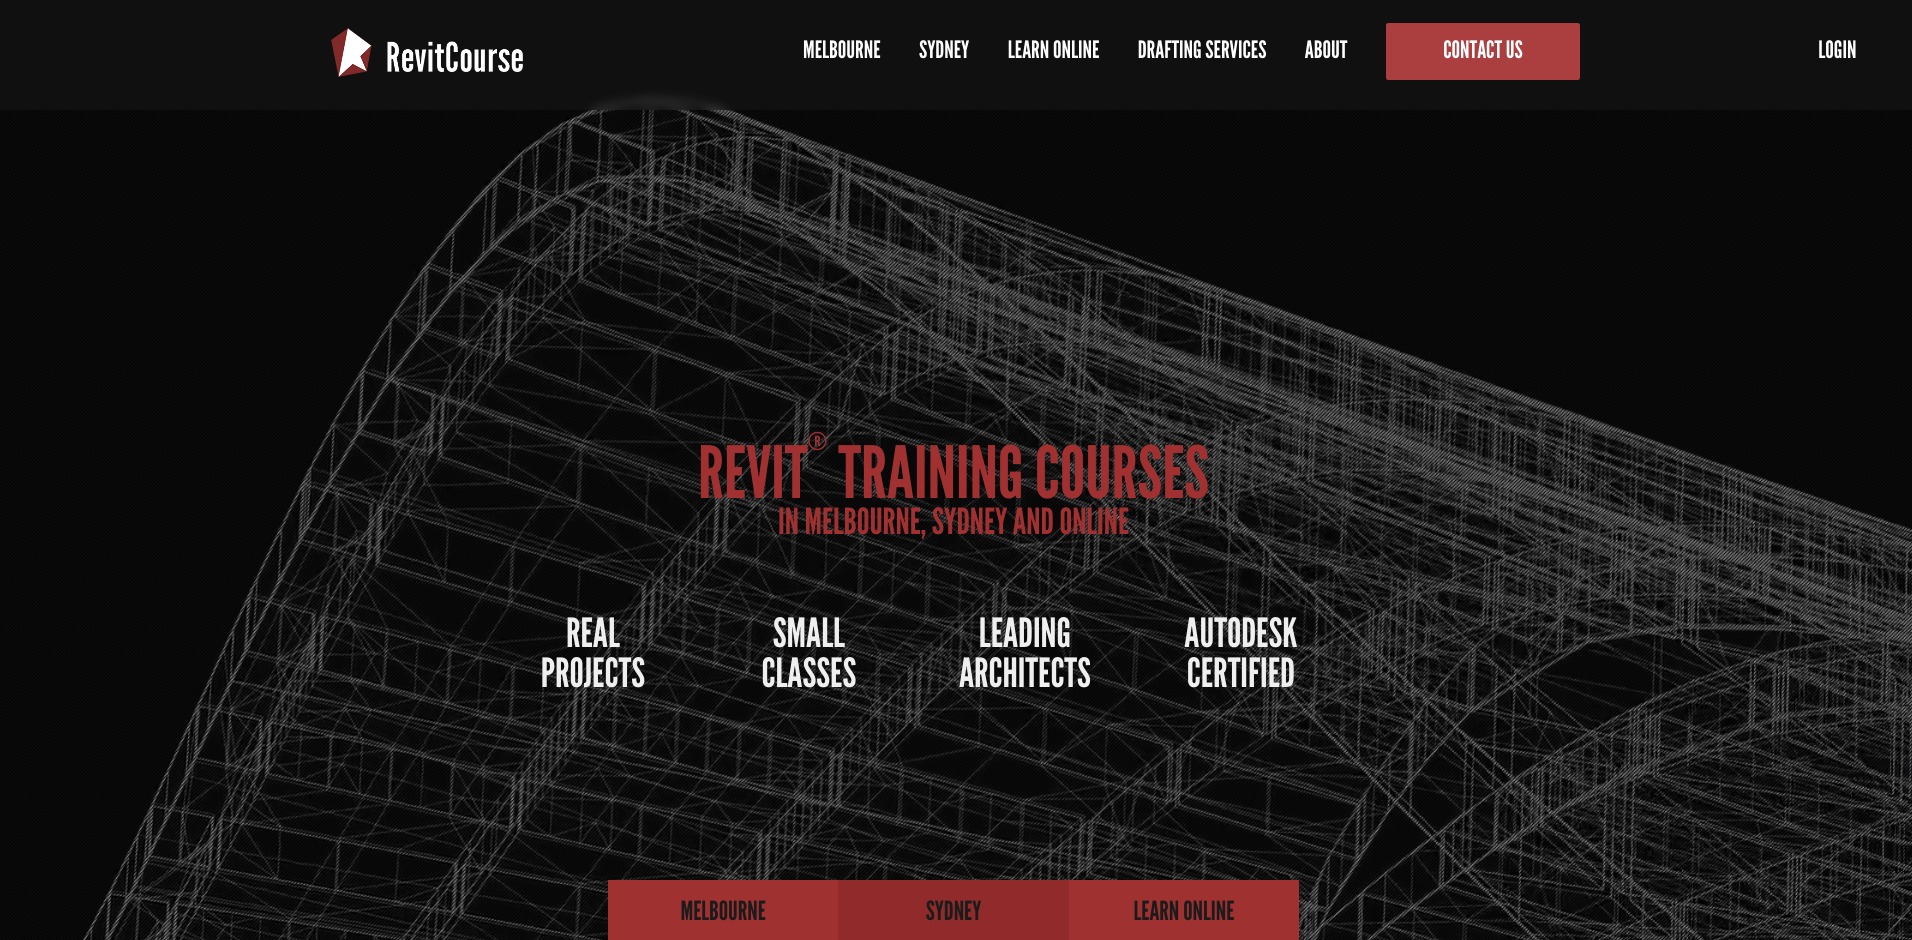 RevitCourse
MELBOURNE
SYDNEY
LEARN ONLINE
DRAFTING SERVICES
ABOUT
CONTACT US
LOGIN
REVIT® TRAINING COURSES
IN MELBOURNE, SYDNEY AND ONLINE
REAL
PROJECTS
SMALL
CLASSES
LEADING
ARCHITECTS
AUTODESK
CERTIFIED
MELBOURNE
SYDNEY
LEARN ONLINE